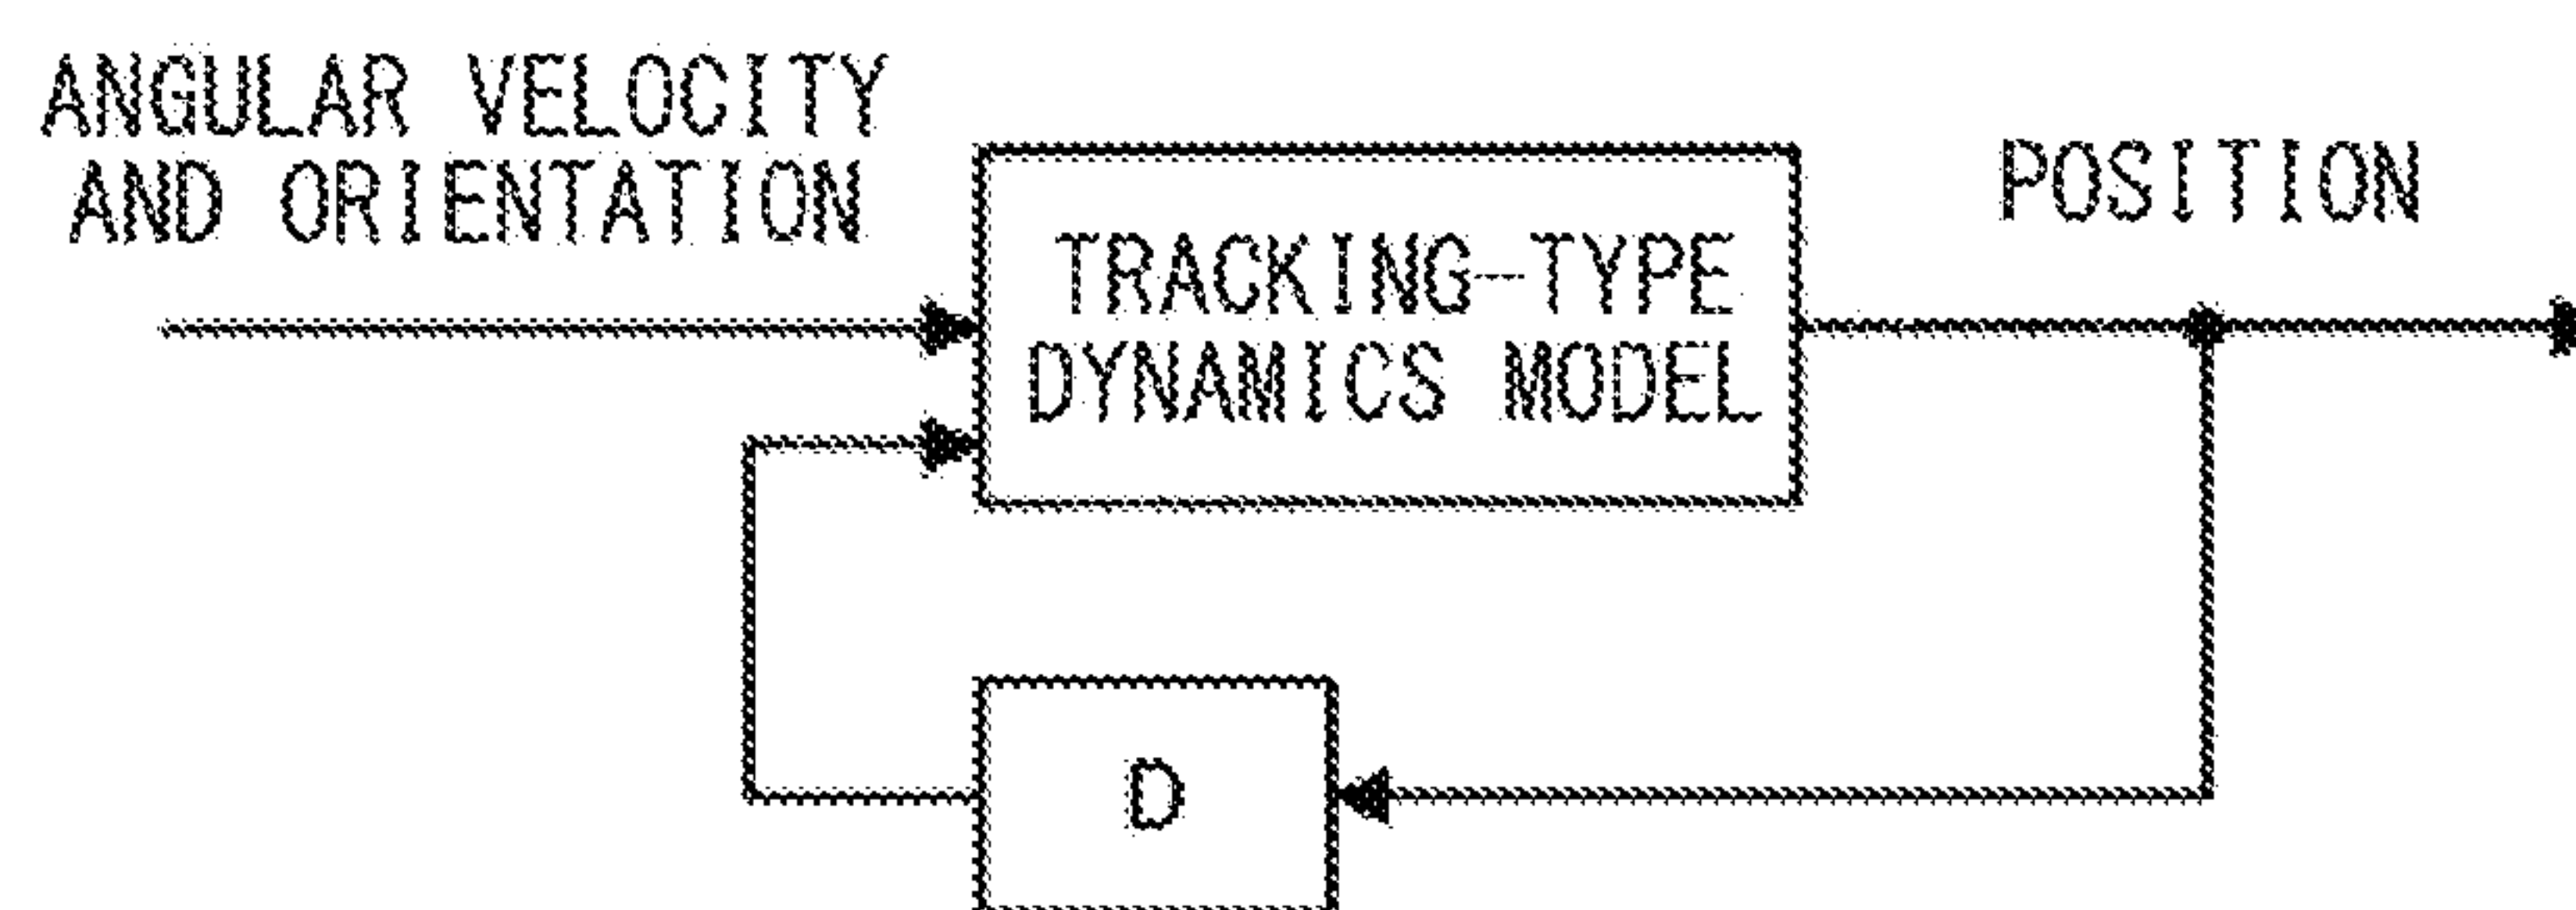 ANGULAR VELOCITY
AND ORIENTATION
POSITION
TRACKING-TYPE
DYNAMICS MODEL
D